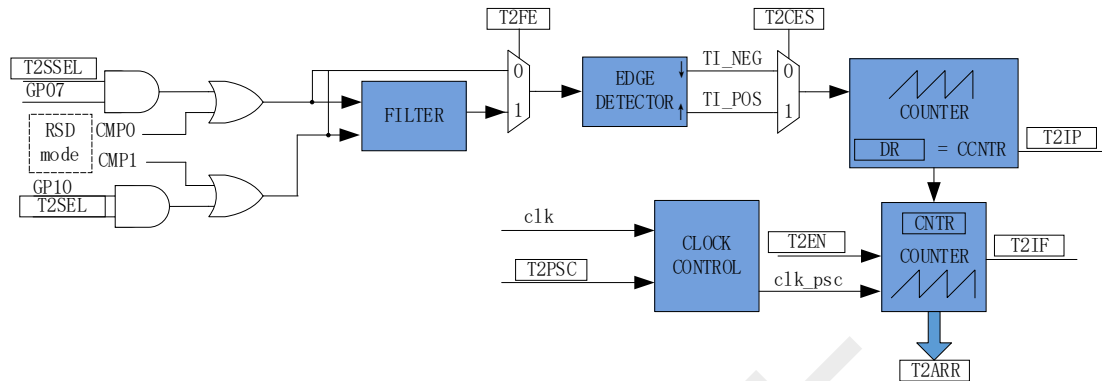 T2FE
T2CES
T2SSEL
GP07
RSD
mode
CMP0
CMP1
GP10
T2SEL
FILTER
0
1
EDGE
DETECTOR
↓
↑
TI_NEG
TI_POS
0
1
COUNTER
DR = CCNTR
T2IP
clk
T2PSC
CLOCK
CONTROL
T2EN
clk_psc
CNTR
COUNTER
T2IF
T2ARR